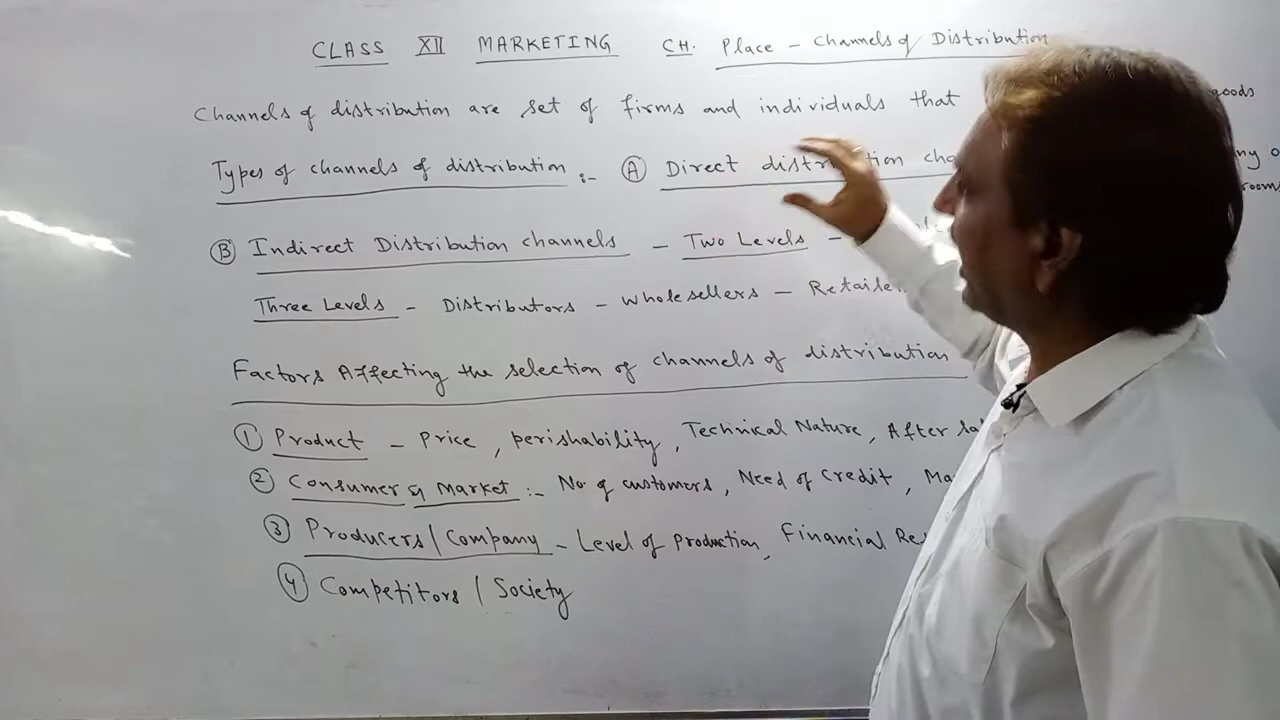 CLASS XII MARKETING CH. Place - Channels of Distribution
Channels of distribution are set of firms and individuals that goods
Types of channels of distribution :- (A) Direct distribution
(B) Indirect Distribution channels - Two Levels -
Three Levels - Distributors - Wholesellers -
Factors Affecting the selection of channels of distribution
(1) Product - Price, perishability, Technical Nature, After
(2) Consumer & Market :- No of customers, Need of Credit,
(3) Producers/Company - Level of Production, Financial
(4) Competitors / Society